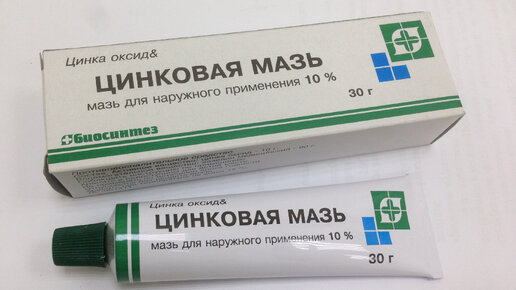 Цинка оксид&
ЦИНКОВАЯ МАЗЬ
мазь для наружного применения 10 %
30 г
биосинтез
Цинка оксид&
ЦИНКОВАЯ МАЗЬ
мазь для наружного применения 10 %
30 г